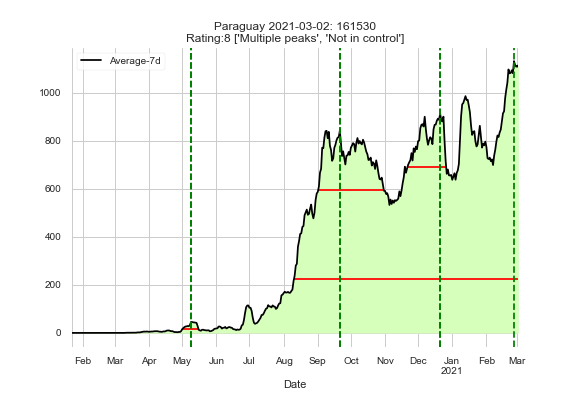 Paraguay 2021-03-02: 161530
Rating:8 ['Multiple peaks', 'Not in control']
Average-7d
1000
800
600
400
200
0
Feb Mar Apr May Jun Jul Aug Sep Oct Nov Dec Jan Feb Mar
2021
Date